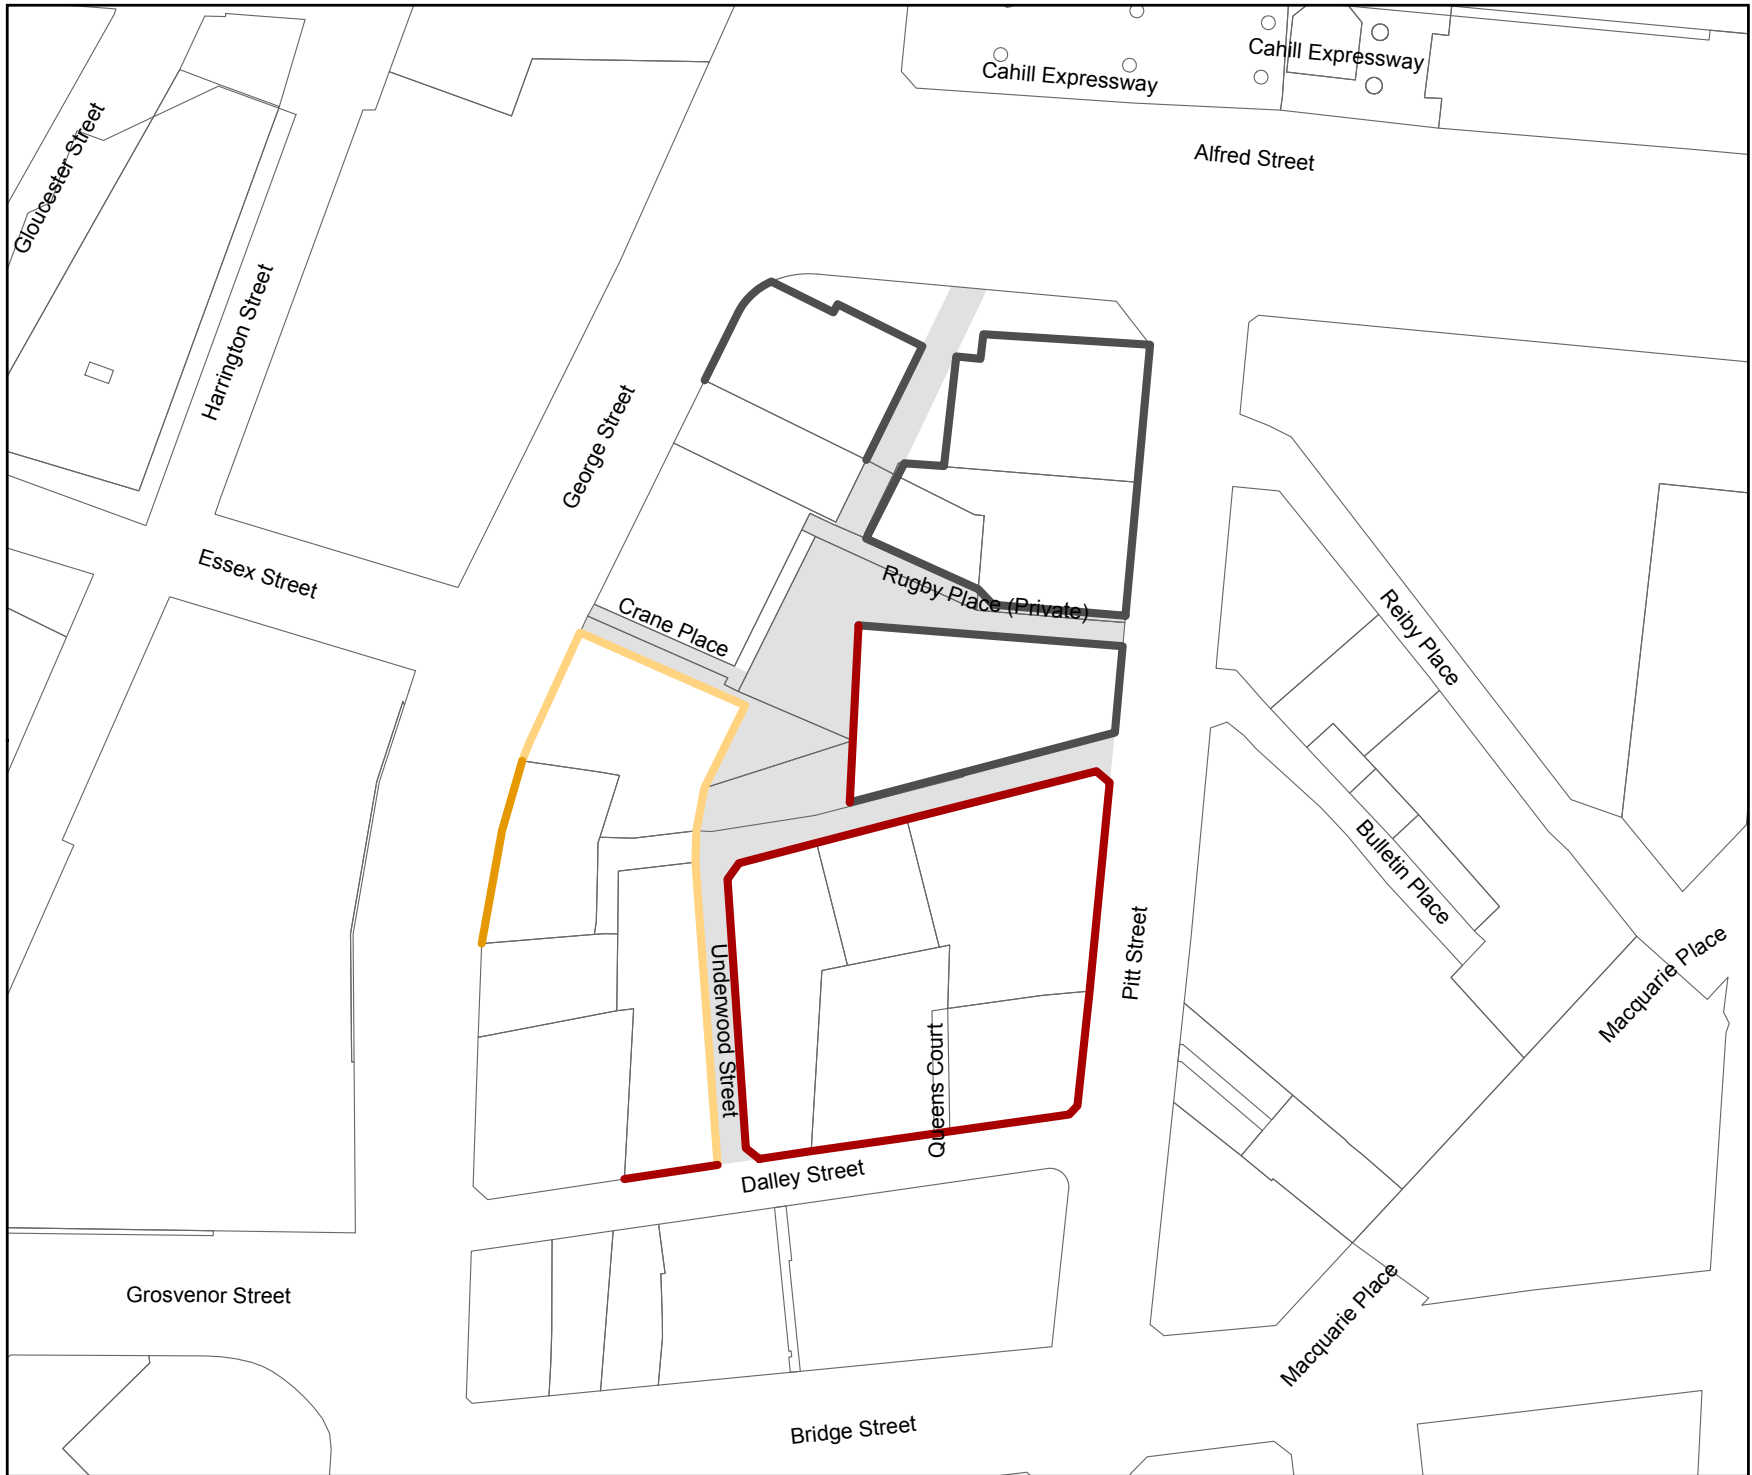 Cahill Expressway
Cahill Expressway
Alfred Street
Gloucester Street
Harrington Street
George Street
Essex Street
Rugby Place (Private)
Crane Place
Reiby Place
Bulletin Place
Pitt Street
Macquarie Place
Underwood Street
Queens Court
Dalley Street
Grosvenor Street
Macquarie Place
Bridge Street